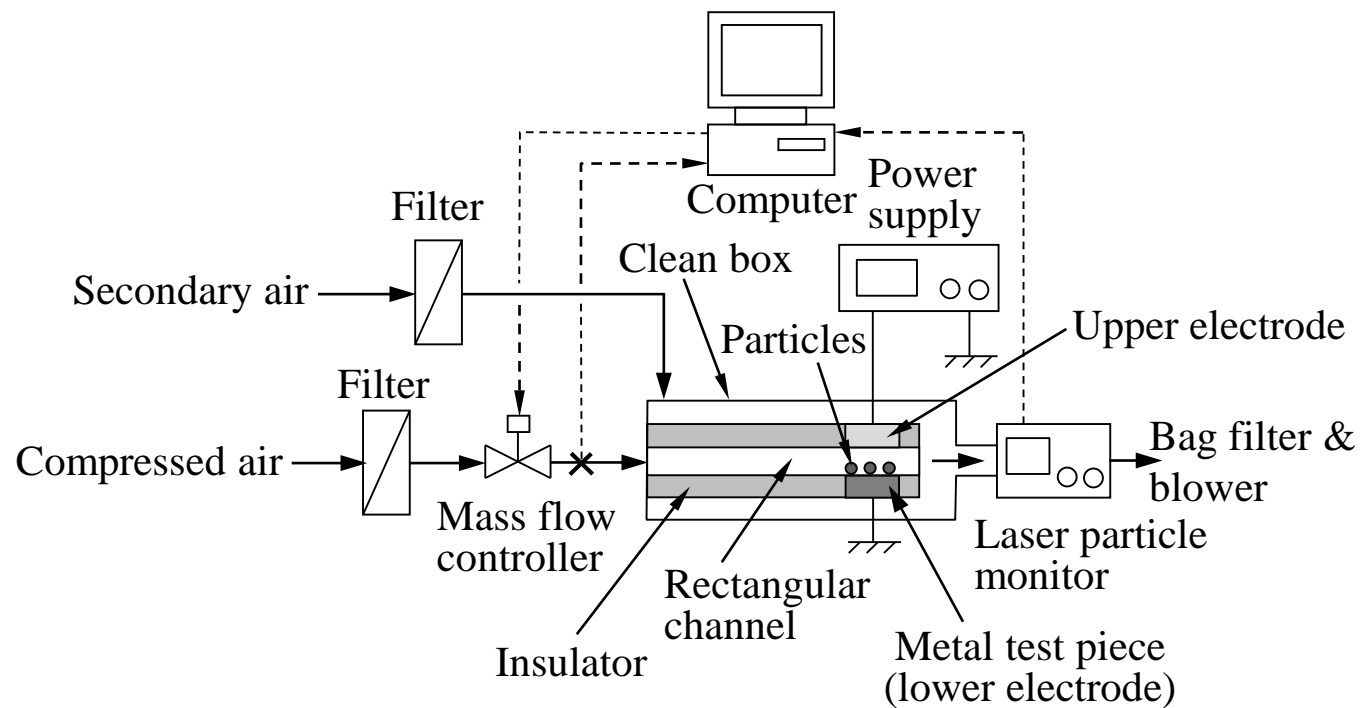 Computer
Power
supply
Filter
Clean box
Secondary air
Particles
Upper electrode
Filter
Compressed air
Bag filter &
blower
Mass flow
controller
Laser particle
monitor
Rectangular
channel
Insulator
Metal test piece
(lower electrode)